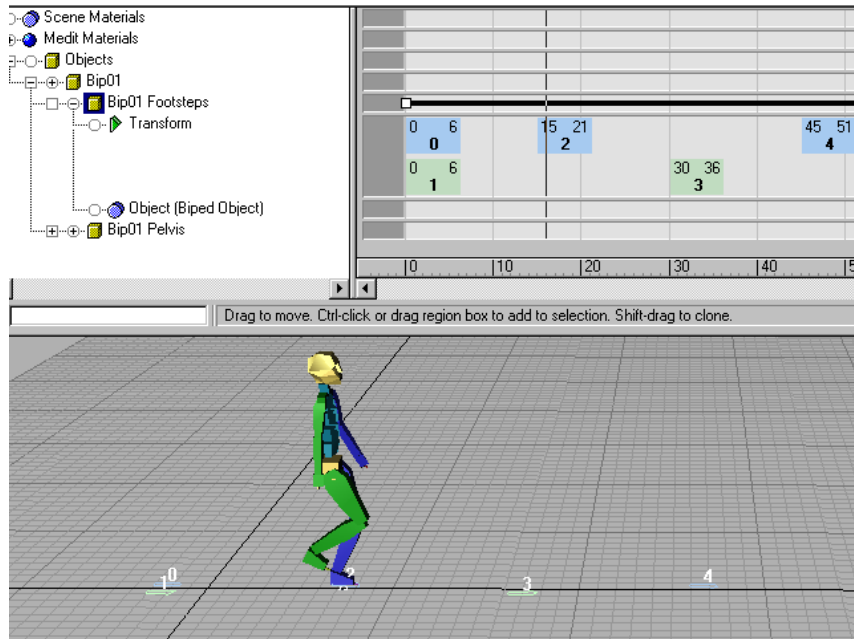 Scene Materials
Medit Materials
Objects
Bip01
Bip01 Footsteps
Transform
0 6 15 21 45 51
0 2 4
0 6 30 36
1 3
Object (Biped Object)
Bip01 Pelvis
0 10 20 30 40
Drag to move. Ctrl-click or drag region box to add to selection. Shift-drag to clone.
1 0 2 3 4